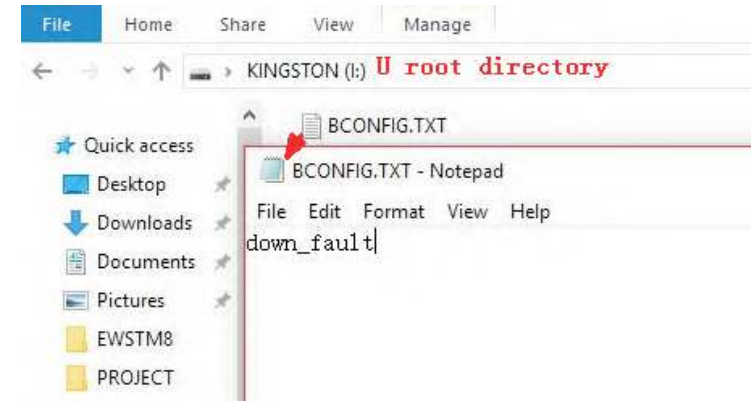 File Home Share View Manage
KINGSTON (I:) U root directory
BCONFIG.TXT
Quick access
BCONFIG.TXT - Notepad
Desktop
File Edit Format View Help
Downloads
down_fault
Documents
Pictures
EWSTM8
PROJECT